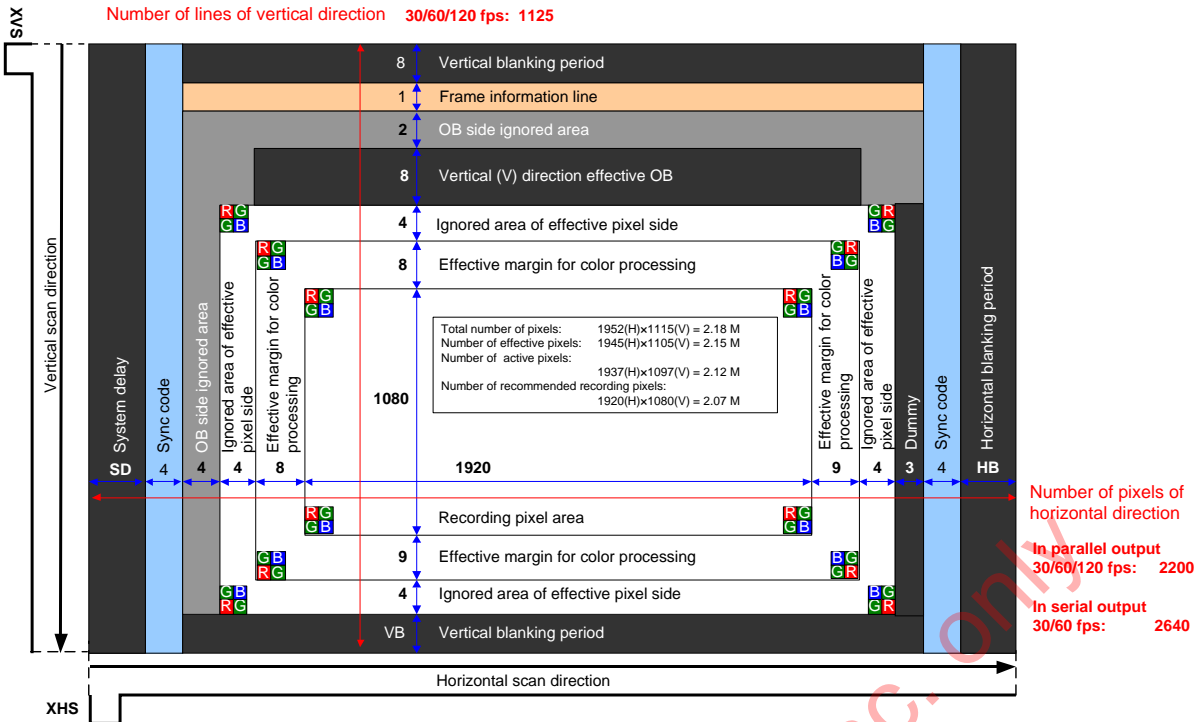 XVS
Number of lines of vertical direction 30/60/120 fps: 1125
8 Vertical blanking period
1 Frame information line
2 OB side ignored area
8 Vertical (V) direction effective OB
R G
G B
4 Ignored area of effective pixel side
G R
B G
R G
G B
8 Effective margin for color processing
G R
B G
R G
G B
R G
G B
Total number of pixels: 1952(H)×1115(V) = 2.18 M
Number of effective pixels: 1945(H)×1105(V) = 2.15 M
Number of active pixels:
1937(H)×1097(V) = 2.12 M
Number of recommended recording pixels:
1920(H)×1080(V) = 2.07 M
Vertical scan direction
System delay
Sync code
OB side ignored area
Ignored area of effective
pixel side
Effective margin for color
processing
1080
Effective margin for color
processing
Ignored area of effective
pixel side
Dummy
Sync code
Horizontal blanking period
SD 4 4 4 8 1920 9 4 3 4 HB
Number of pixels of
horizontal direction
In parallel output
30/60/120 fps: 2200
In serial output
30/60 fps: 2640
R G
G B
Recording pixel area
R G
G B
G B
R G
9 Effective margin for color processing
B G
G R
G B
R G
4 Ignored area of effective pixel side
B G
G R
VB Vertical blanking period
Horizontal scan direction
XHS
c. only